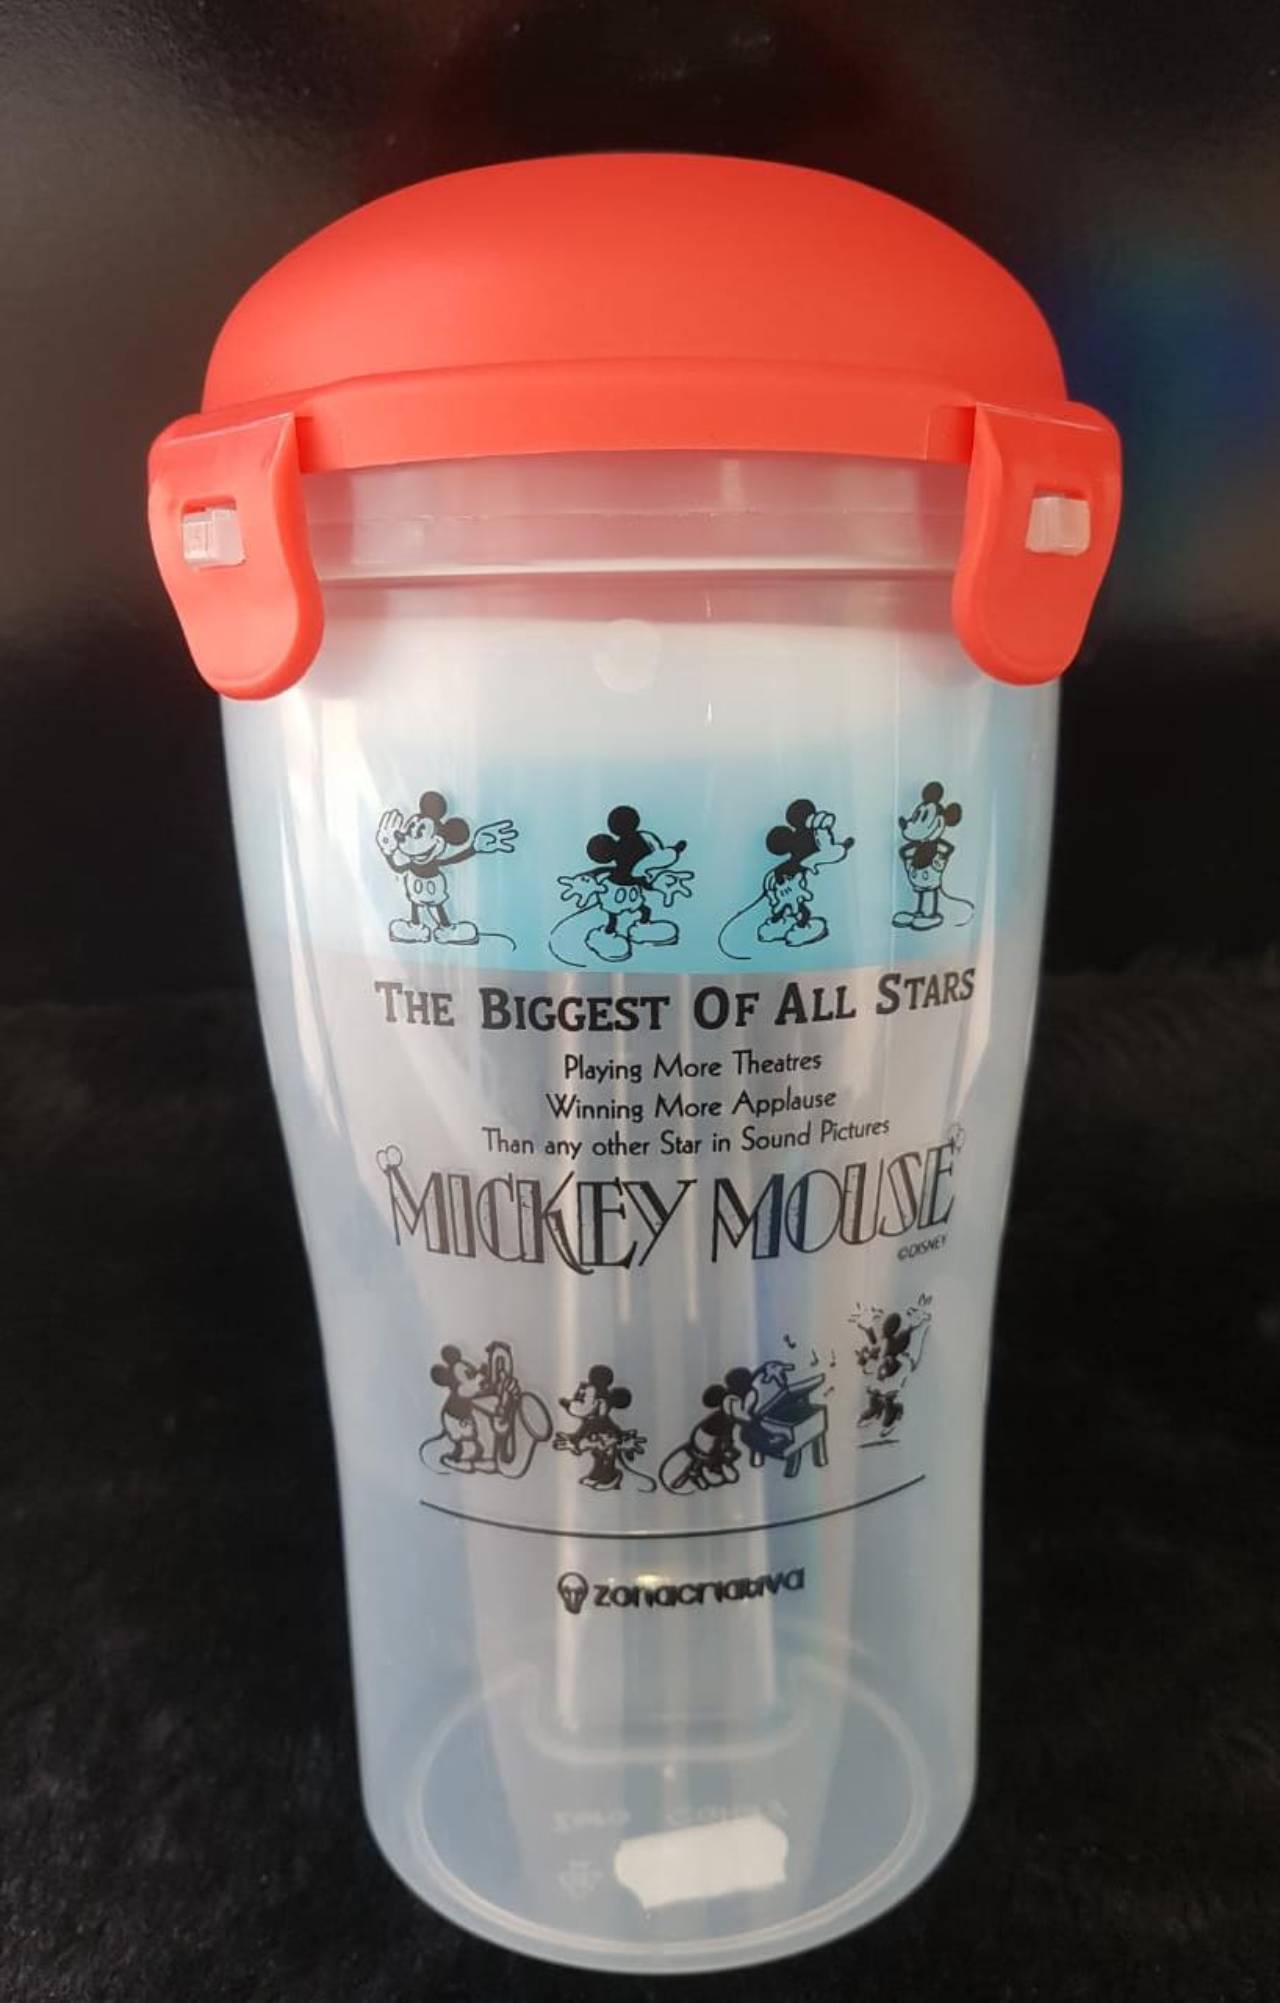 THE BIGGEST OF ALL STARS
Playing More Theatres
Winning More Applause
Than any other Star in Sound Pictures
"MICKEY MOUSE"
©DISNEY
zonacriativa